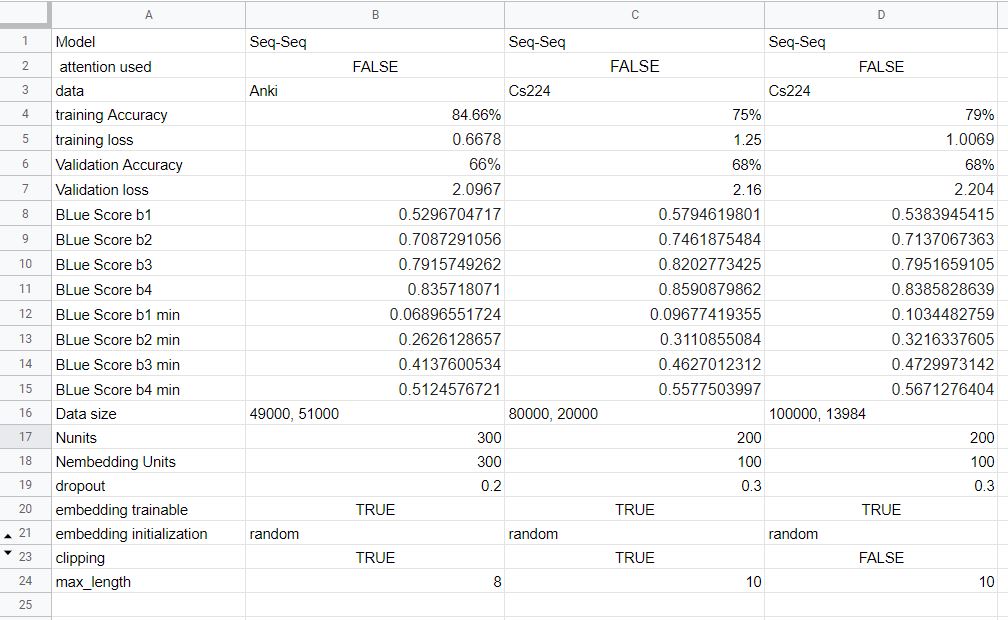 A B C D
1 Model Seq-Seq Seq-Seq Seq-Seq
2 attention used FALSE FALSE FALSE
3 data Anki Cs224 Cs224
4 training Accuracy 84.66% 75% 79%
5 training loss 0.6678 1.25 1.0069
6 Validation Accuracy 66% 68% 68%
7 Validation loss 2.0967 2.16 2.204
8 BLue Score b1 0.5296704717 0.5794619801 0.5383945415
9 BLue Score b2 0.7087291056 0.7461875484 0.7137067363
10 BLue Score b3 0.7915749262 0.8202773425 0.7951659105
11 BLue Score b4 0.835718071 0.8590879862 0.8385828639
12 BLue Score b1 min 0.06896551724 0.09677419355 0.1034482759
13 BLue Score b2 min 0.2626128657 0.3110855084 0.3216337605
14 BLue Score b3 min 0.4137600534 0.4627012312 0.4729973142
15 BLue Score b4 min 0.5124576721 0.5577503997 0.5671276404
16 Data size 49000, 51000 80000, 20000 100000, 13984
17 Nunits 300 200 200
18 Nembedding Units 300 100 100
19 dropout 0.2 0.3 0.3
20 embedding trainable TRUE TRUE TRUE
21 embedding initialization random random random
23 clipping TRUE TRUE FALSE
24 max_length 8 10 10
25